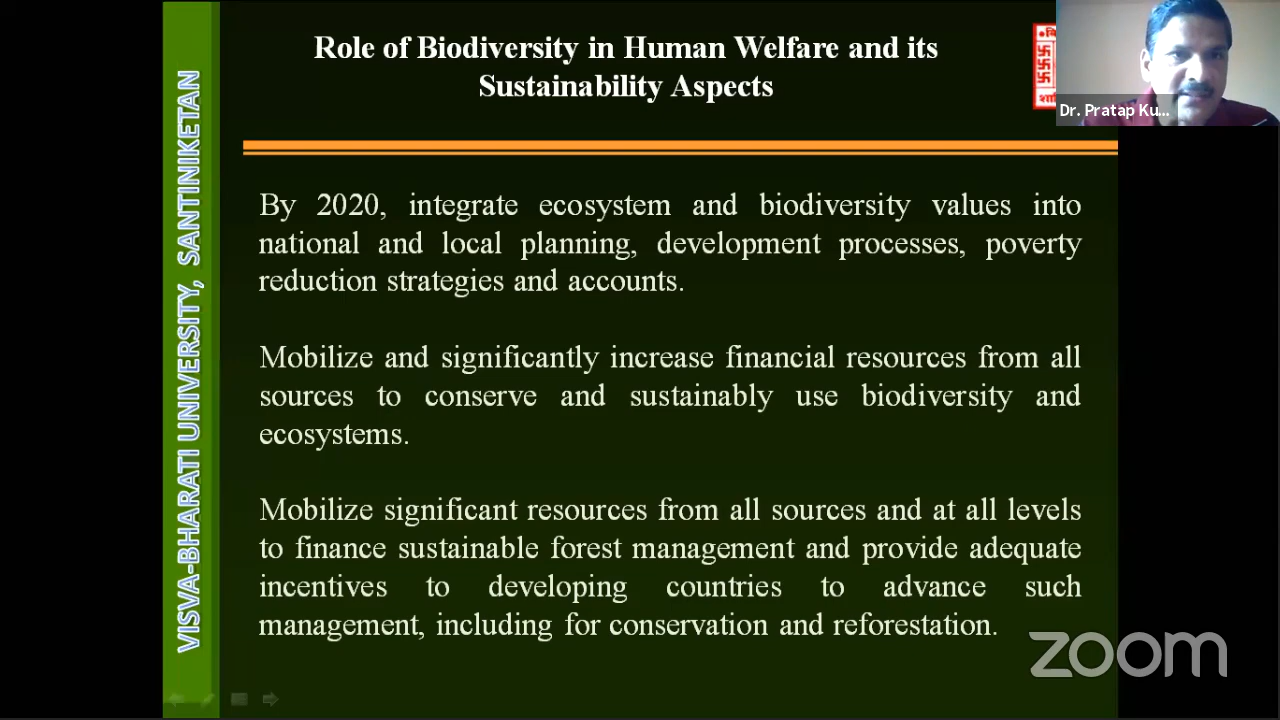 Role of Biodiversity in Human Welfare and its
Sustainability Aspects
Dr. Pratap Ku...
VISVA-BHARATI UNIVERSITY, SANTINIKETAN
By 2020, integrate ecosystem and biodiversity values into
national and local planning, development processes, poverty
reduction strategies and accounts.
Mobilize and significantly increase financial resources from all
sources to conserve and sustainably use biodiversity and
ecosystems.
Mobilize significant resources from all sources and at all levels
to finance sustainable forest management and provide adequate
incentives to developing countries to advance such
management, including for conservation and reforestation.
zoom